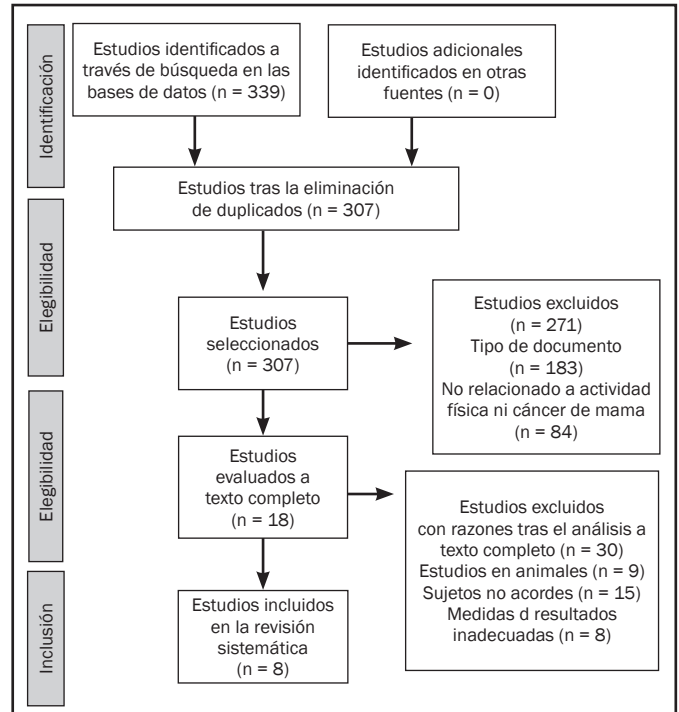 Identificación
Estudios identificados a
través de búsqueda en las
bases de datos (n = 339)
Estudios adicionales
identificados en otras
fuentes (n = 0)
Estudios tras la eliminación
de duplicados (n = 307)
Elegibilidad
Estudios
seleccionados
(n = 307)
Estudios excluidos
(n = 271)
Tipo de documento
(n = 183)
No relacionado a actividad
física ni cáncer de mama
(n = 84)
Elegibilidad
Estudios
evaluados a
texto completo
(n = 18)
Estudios excluidos
con razones tras el análisis a
texto completo (n = 30)
Estudios en animales (n = 9)
Sujetos no acordes (n = 15)
Medidas d resultados
inadecuadas (n = 8)
Inclusión
Estudios incluidos
en la revisión
sistemática
(n = 8)